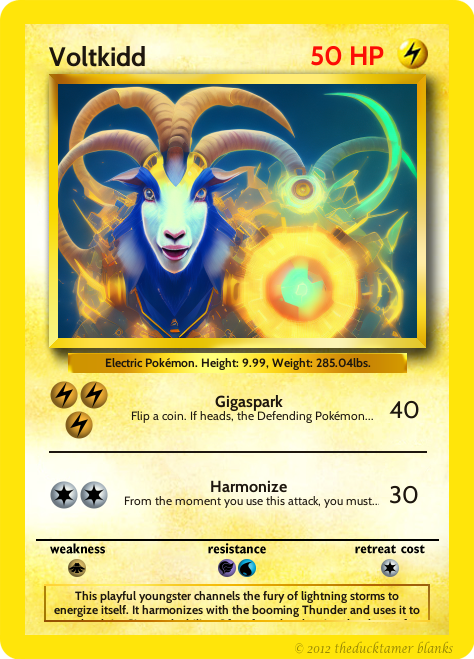 Voltkidd 50 HP
Electric Pokémon. Height: 9.99, Weight: 285.04lbs.
Gigaspark 40
Flip a coin. If heads, the Defending Pokémon...
Harmonize 30
From the moment you use this attack, you must...
weakness resistance retreat cost
This playful youngster channels the fury of lightning storms to
energize itself. It harmonizes with the booming Thunder and uses it to
© 2012 theducktamer blanks